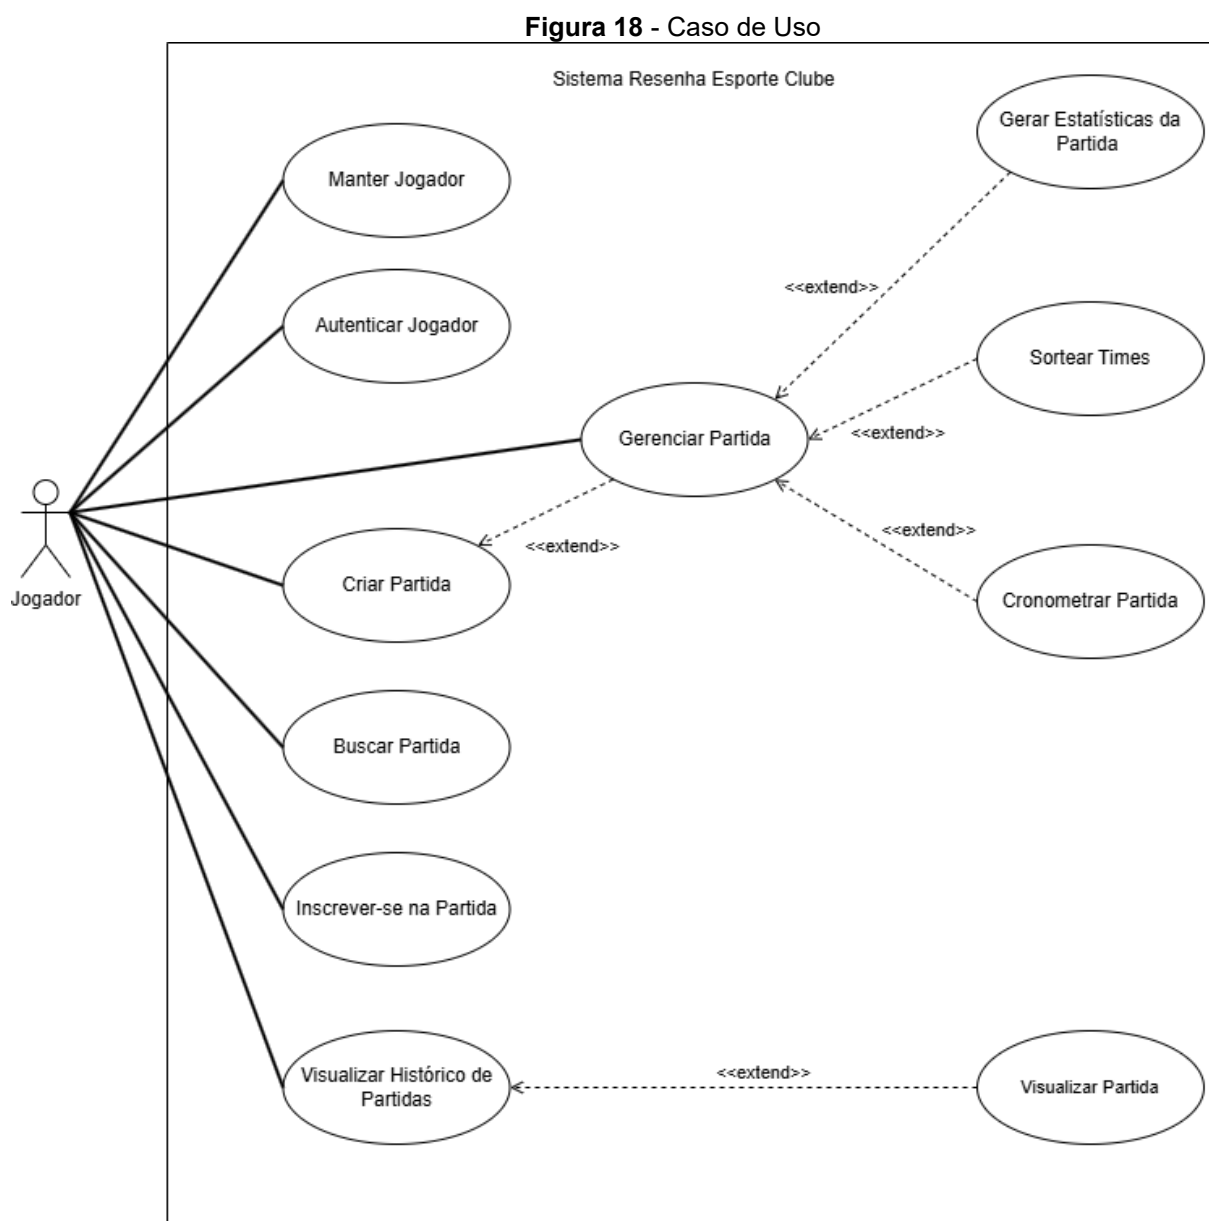 Figura 18 - Caso de Uso
Sistema Resenha Esporte Clube
Gerar Estatísticas da
Partida
Manter Jogador
<<extend>>
Autenticar Jogador
Sortear Times
<<extend>>
Gerenciar Partida
<<extend>>
<<extend>>
Jogador
Criar Partida
Cronometrar Partida
Buscar Partida
Inscrever-se na Partida
Visualizar Histórico de
Partidas
<<extend>>
Visualizar Partida